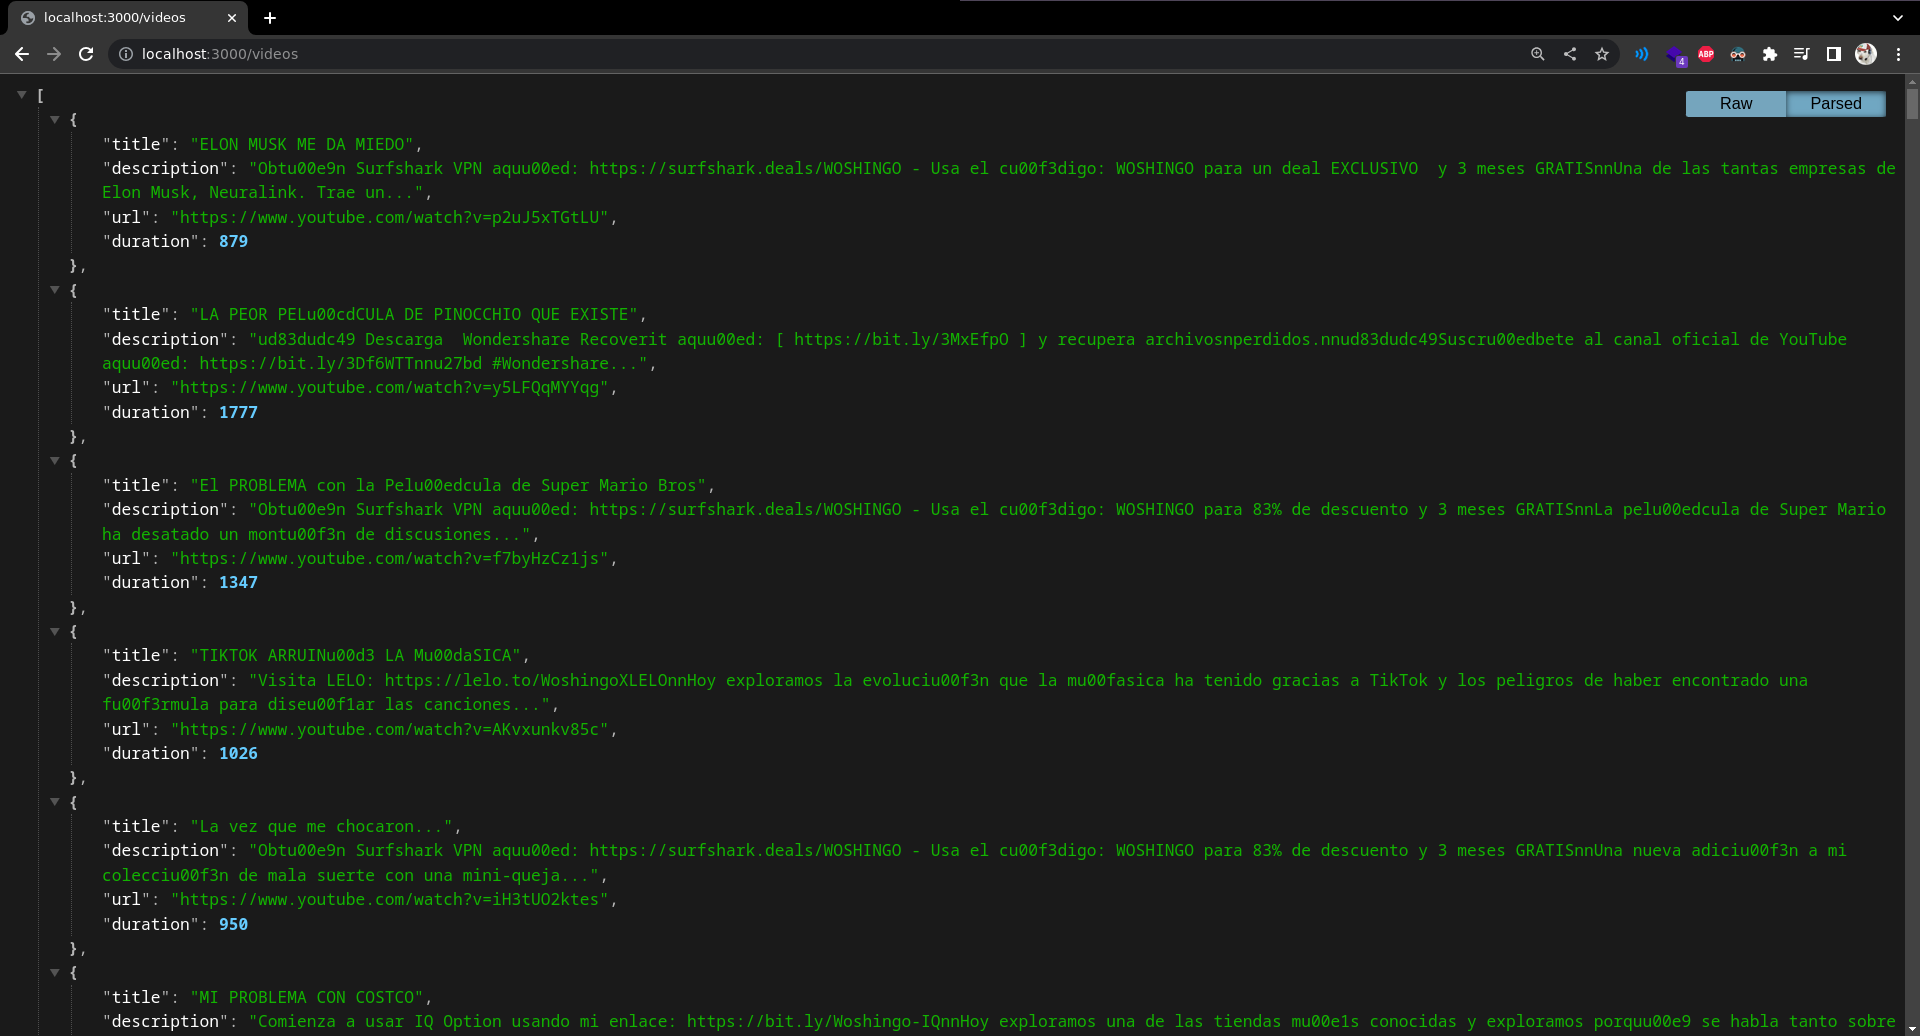 localhost:3000/videos
localhost:3000/videos
4
ABP
Raw
Parsed
[
{
"title": "ELON MUSK ME DA MIEDO",
"description": "Obtu00e9n Surfshark VPN aquu00ed: https://surfshark.deals/WOSHINGO - Usa el cu00f3digo: WOSHINGO para un deal EXCLUSIVO  y 3 meses GRATISnnUna de las tantas empresas de
Elon Musk, Neuralink. Trae un...",
"url": "https://www.youtube.com/watch?v=p2uJ5xTGtLU",
"duration": 879
},
{
"title": "LA PEOR PELu00cdCULA DE PINOCCHIO QUE EXISTE",
"description": "ud83dudc49 Descarga  Wondershare Recoverit aquu00ed: [ https://bit.ly/3MxEfpO ] y recupera archivosnperdidos.nnud83dudc49Suscru00edbete al canal oficial de YouTube
aquu00ed: https://bit.ly/3Df6WTTnnu27bd #Wondershare...",
"url": "https://www.youtube.com/watch?v=y5LFQqMYYqg",
"duration": 1777
},
{
"title": "El PROBLEMA con la Pelu00edcula de Super Mario Bros",
"description": "Obtu00e9n Surfshark VPN aquu00ed: https://surfshark.deals/WOSHINGO - Usa el cu00f3digo: WOSHINGO para 83% de descuento y 3 meses GRATISnnLa pelu00edcula de Super Mario
ha desatado un montu00f3n de discusiones...",
"url": "https://www.youtube.com/watch?v=f7byHzCz1js",
"duration": 1347
},
{
"title": "TIKTOK ARRUINu00d3 LA Mu00daSICA",
"description": "Visita LELO: https://lelo.to/WoshingoXLELOnnHoy exploramos la evoluciu00f3n que la mu00fasica ha tenido gracias a TikTok y los peligros de haber encontrado una
fu00f3rmula para diseu00f1ar las canciones...",
"url": "https://www.youtube.com/watch?v=AKvxunkv85c",
"duration": 1026
},
{
"title": "La vez que me chocaron...",
"description": "Obtu00e9n Surfshark VPN aquu00ed: https://surfshark.deals/WOSHINGO - Usa el cu00f3digo: WOSHINGO para 83% de descuento y 3 meses GRATISnnUna nueva adiciu00f3n a mi
colecciu00f3n de mala suerte con una mini-queja...",
"url": "https://www.youtube.com/watch?v=iH3tUO2ktes",
"duration": 950
},
{
"title": "MI PROBLEMA CON COSTCO",
"description": "Comienza a usar IQ Option usando mi enlace: https://bit.ly/Woshingo-IQnnHoy exploramos una de las tiendas mu00e1s conocidas y exploramos porquu00e9 se habla tanto sobre